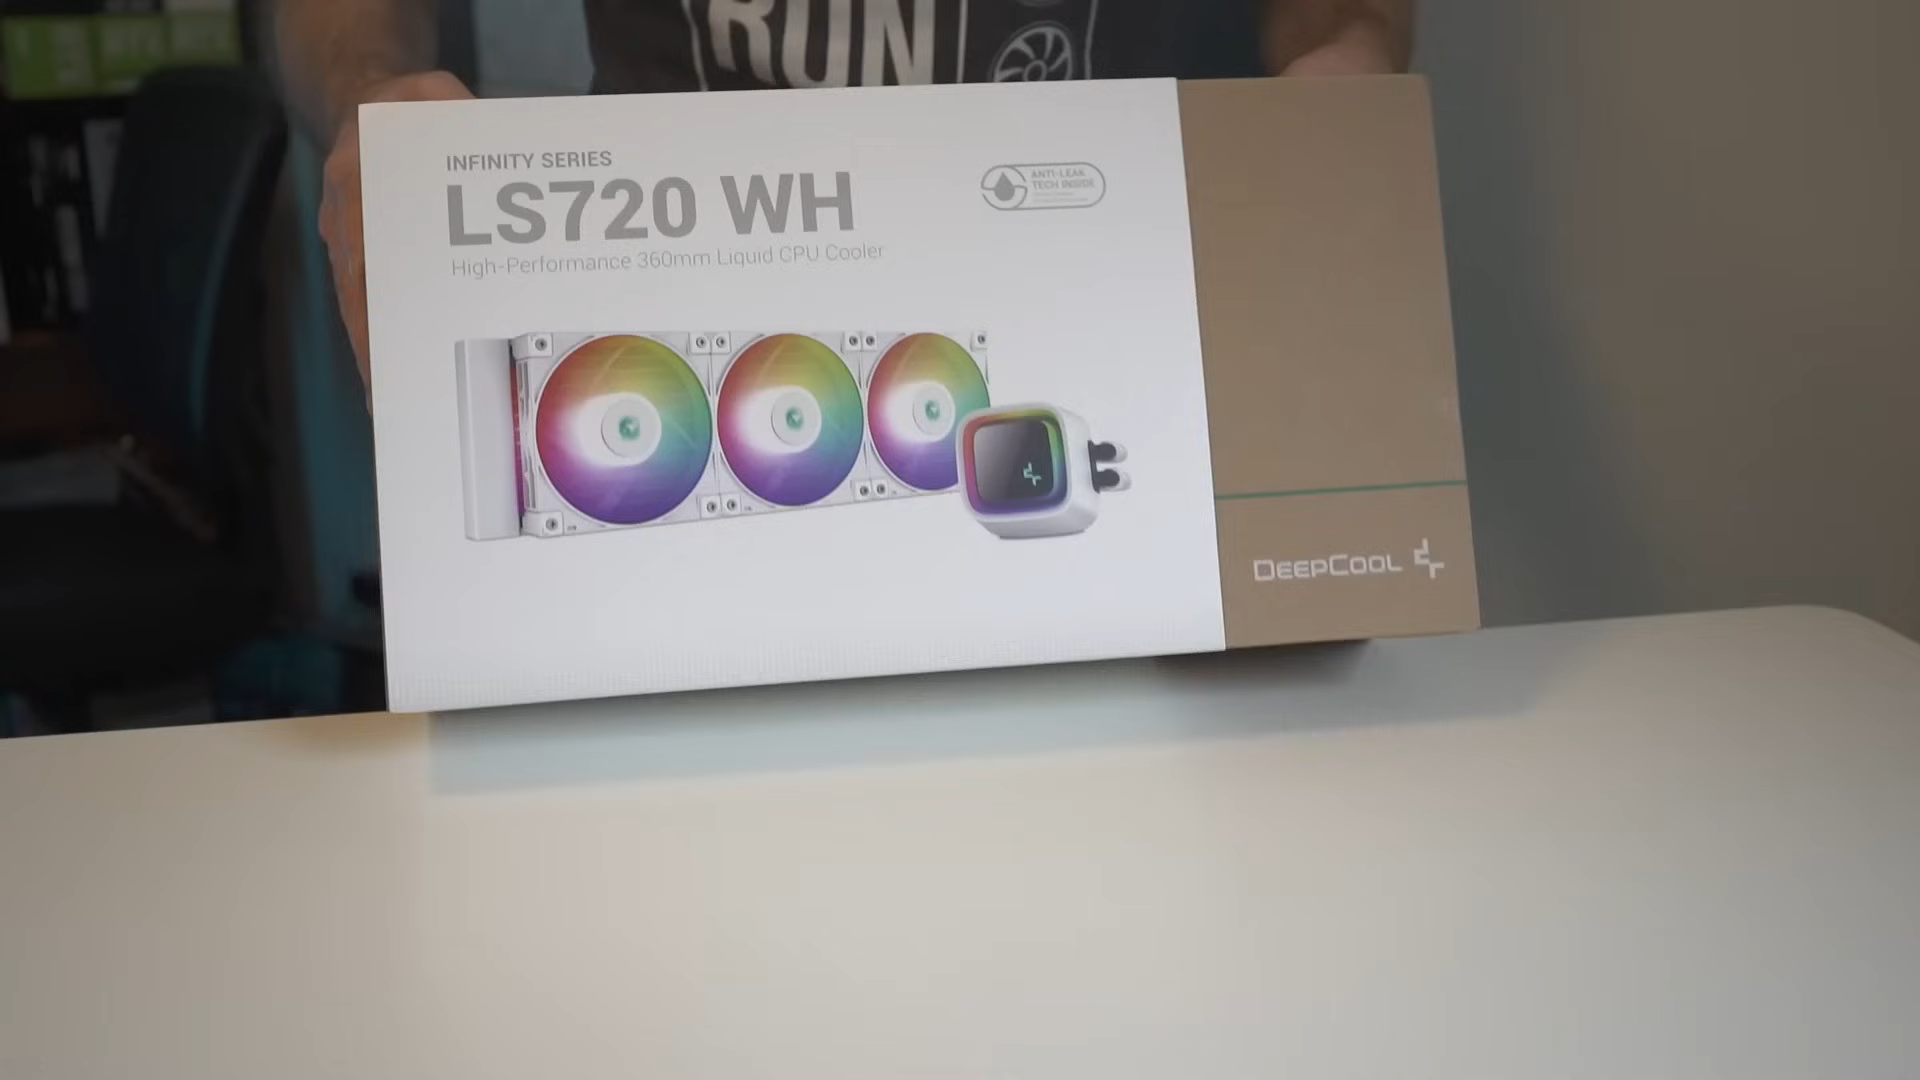 RUN
INFINITY SERIES
LS720 WH
High-Performance 360mm Liquid CPU Cooler
ANTI-LEAK
TECH INSIDE
DEEPCOOL